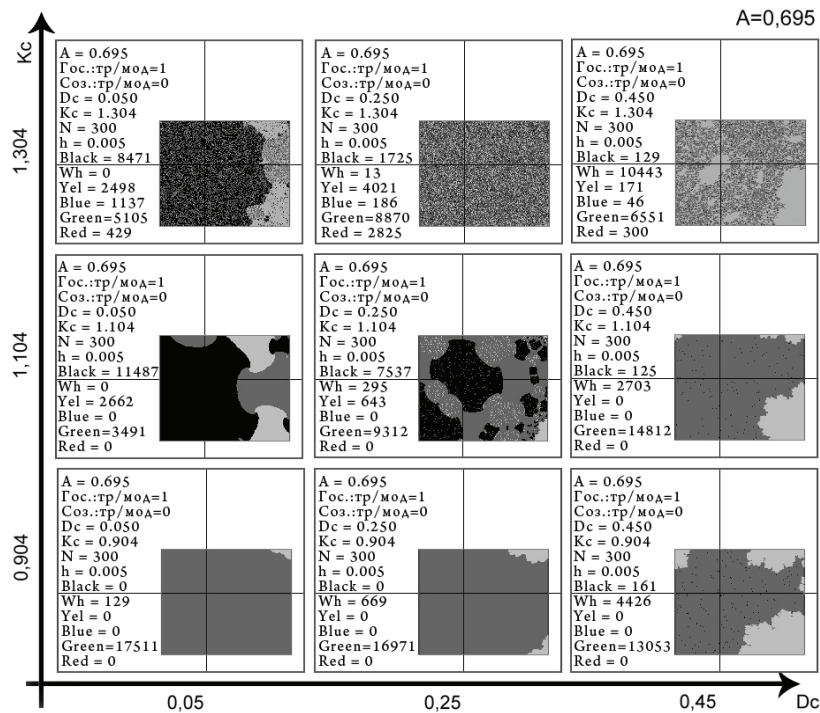 A=0,695
Kc
1,304
A = 0.695
Гос.:тр/мод=1
Соз.:тр/мод=0
Dc = 0.050
Kc = 1.304
N = 300
h = 0.005
Black = 8471
Wh = 0
Yel = 2498
Blue = 1137
Green=5105
Red = 429
A = 0.695
Гос.:тр/мод=1
Соз.:тр/мод=0
Dc = 0.250
Kc = 1.304
N = 300
h = 0.005
Black = 1725
Wh = 13
Yel = 4021
Blue = 186
Green=8870
Red = 2825
A = 0.695
Гос.:тр/мод=1
Соз.:тр/мод=0
Dc = 0.450
Kc = 1.304
N = 300
h = 0.005
Black = 129
Wh = 10443
Yel = 171
Blue = 46
Green=6551
Red = 300
1,104
A = 0.695
Гос.:тр/мод=1
Соз.:тр/мод=0
Dc = 0.050
Kc = 1.104
N = 300
h = 0.005
Black = 11487
Wh = 0
Yel = 2662
Blue = 0
Green=3491
Red = 0
A = 0.695
Гос.:тр/мод=1
Соз.:тр/мод=0
Dc = 0.250
Kc = 1.104
N = 300
h = 0.005
Black = 7537
Wh = 295
Yel = 643
Blue = 0
Green=9312
Red = 0
A = 0.695
Гос.:тр/мод=1
Соз.:тр/мод=0
Dc = 0.450
Kc = 1.104
N = 300
h = 0.005
Black = 125
Wh = 2703
Yel = 0
Blue = 0
Green=14812
Red = 0
0,904
A = 0.695
Гос.:тр/мод=1
Соз.:тр/мод=0
Dc = 0.050
Kc = 0.904
N = 300
h = 0.005
Black = 0
Wh = 129
Yel = 0
Blue = 0
Green=17511
Red = 0
A = 0.695
Гос.:тр/мод=1
Соз.:тр/мод=0
Dc = 0.250
Kc = 0.904
N = 300
h = 0.005
Black = 0
Wh = 669
Yel = 0
Blue = 0
Green=16971
Red = 0
A = 0.695
Гос.:тр/мод=1
Соз.:тр/мод=0
Dc = 0.450
Kc = 0.904
N = 300
h = 0.005
Black = 161
Wh = 4426
Yel = 0
Blue = 0
Green=13053
Red = 0
0,05
0,25
0,45
Dc